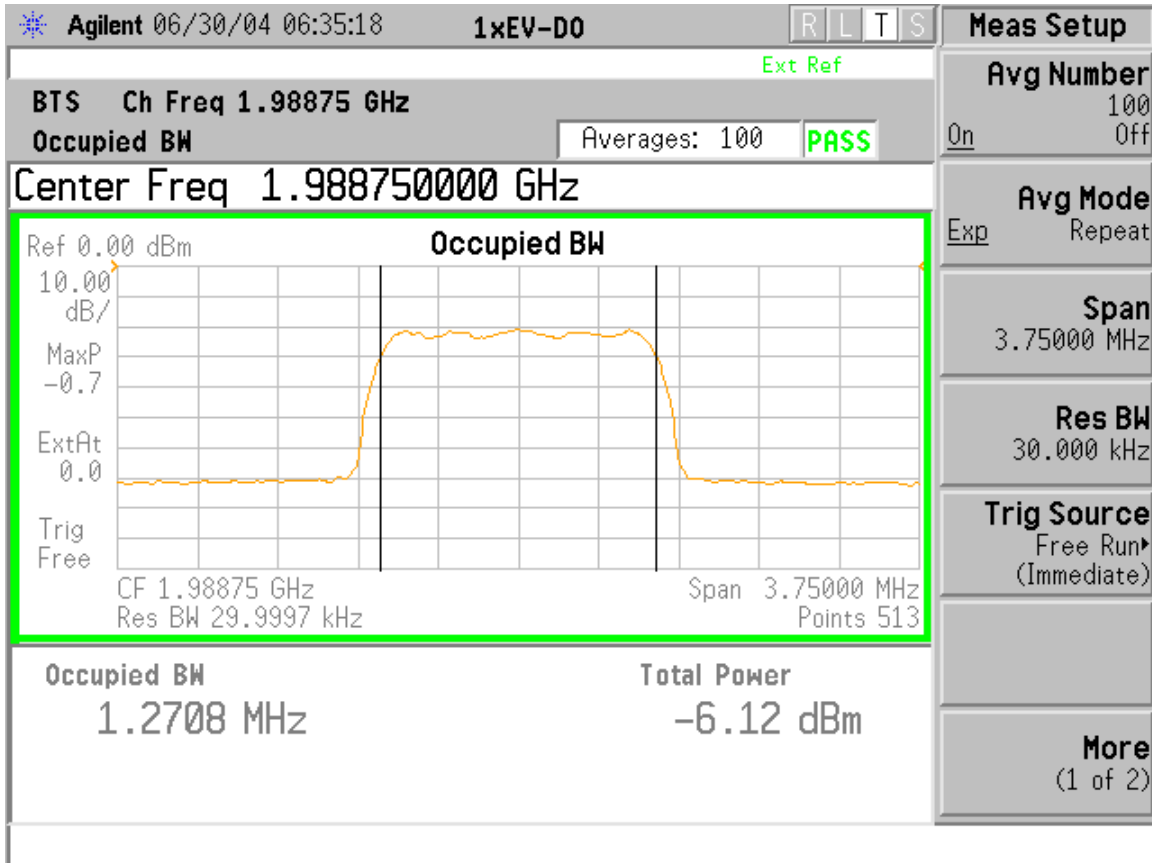 Agilent 06/30/04 06:35:18 1xEV-DO R L T S
Ext Ref
BTS Ch Freq 1.98875 GHz
Occupied BW Averages: 100 PASS
Center Freq 1.988750000 GHz
Ref 0.00 dBm Occupied BW
10.00
dB/
MaxP
-0.7
ExtAt
0.0
Trig
Free
CF 1.98875 GHz Span 3.75000 MHz
Res BW 29.9997 kHz Points 513
Occupied BW Total Power
1.2708 MHz -6.12 dBm
Meas Setup
Avg Number
100
On Off
Avg Mode
Exp Repeat
Span
3.75000 MHz
Res BW
30.000 kHz
Trig Source
Free Run
(Immediate)
More
(1 of 2)